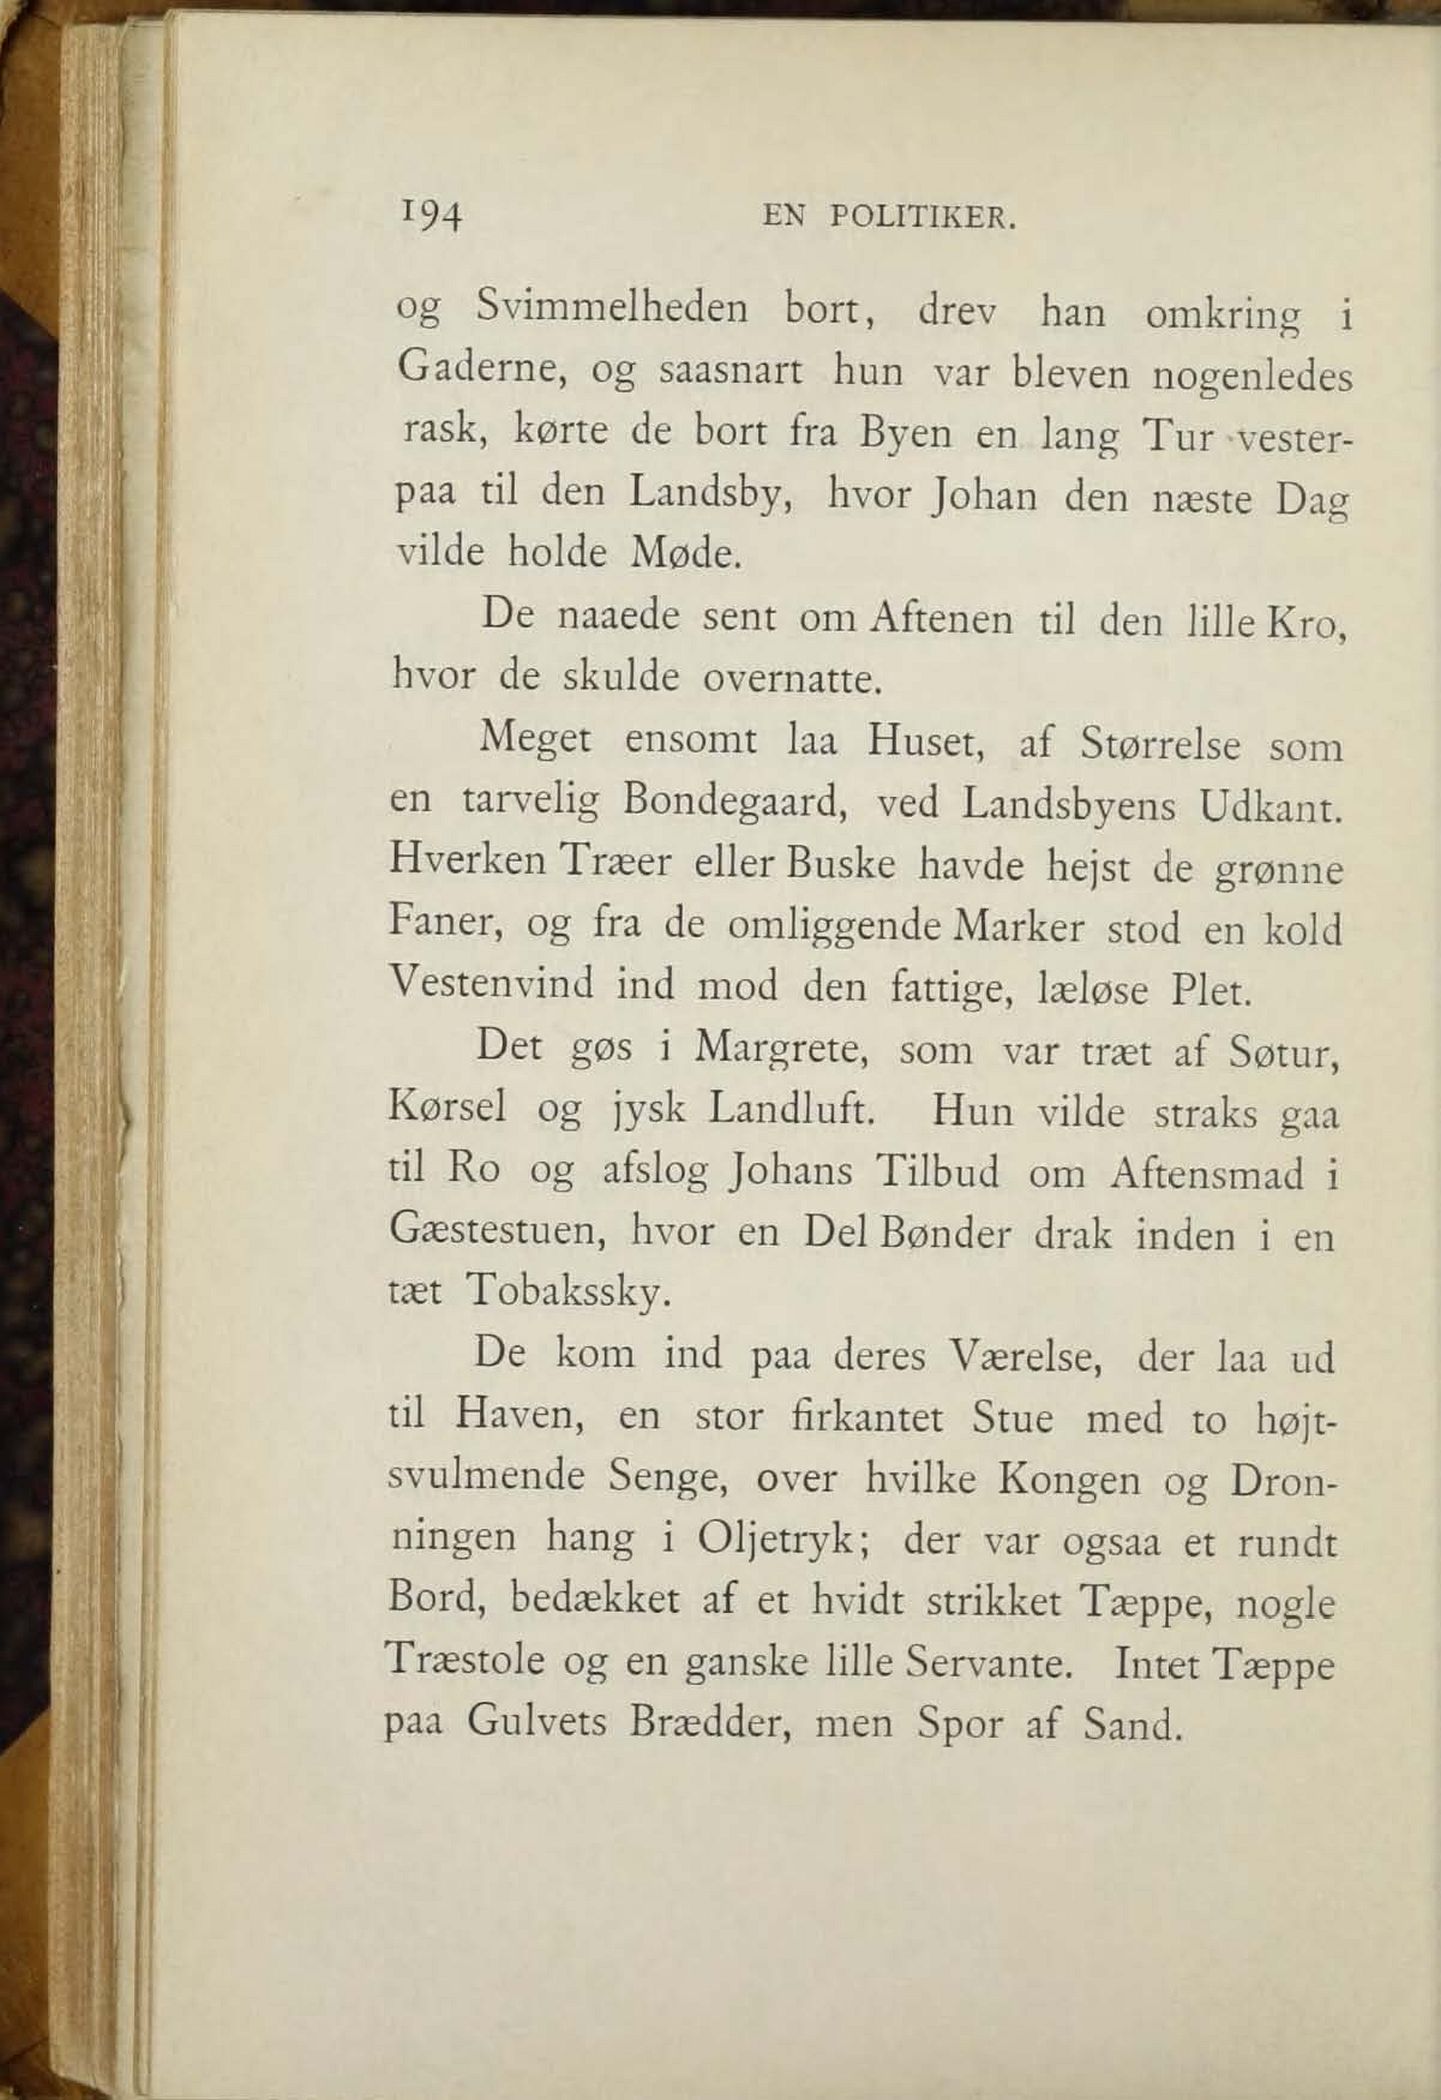 194 EN POLITIKER.
og Svimmelheden bort, drev han omkring i
Gaderne, og saasnart hun var bleven nogenledes
rask, kørte de bort fra Byen en lang Tur vester-
paa til den Landsby, hvor Johan den næste Dag
vilde holde Møde.
De naaede sent om Aftenen til den lille Kro,
hvor de skulde overnatte.
Meget ensomt laa Huset, af Størrelse som
en tarvelig Bondegaard, ved Landsbyens Udkant.
Hverken Træer eller Buske havde hejst de grønne
Faner, og fra de omliggende Marker stod en kold
Vestenvind ind mod den fattige, læløse Plet.
Det gøs i Margrete, som var træt af Søtur,
Kørsel og jysk Landluft. Hun vilde straks gaa
til Ro og afslog Johans Tilbud om Aftensmad i
Gæstestuen, hvor en Del Bønder drak inden i en
tæt Tobakssky.
De kom ind paa deres Værelse, der laa ud
til Haven, en stor firkantet Stue med to højt-
svulmende Senge, over hvilke Kongen og Dron-
ningen hang i Oljetryk; der var ogsaa et rundt
Bord, bedækket af et hvidt strikket Tæppe, nogle
Træstole og en ganske lille Servante. Intet Tæppe
paa Gulvets Brædder, men Spor af Sand.